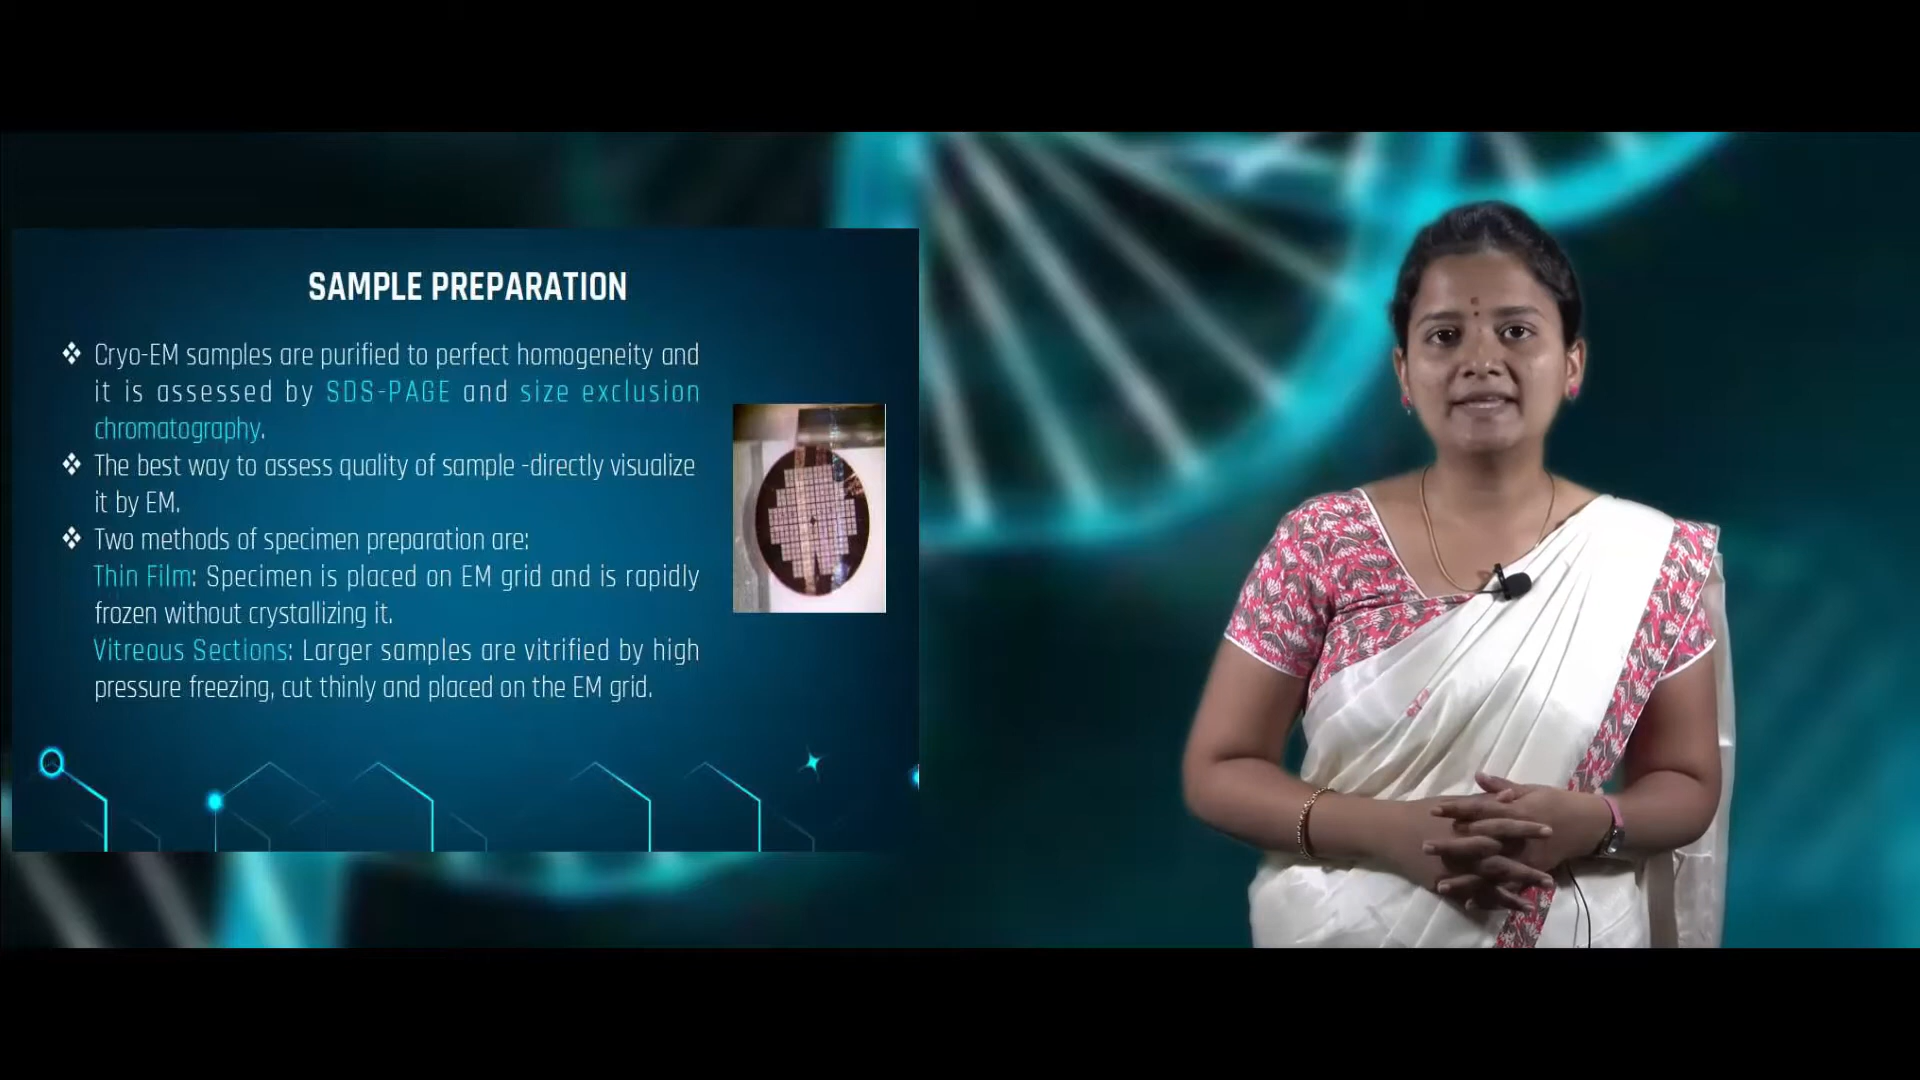 SAMPLE PREPARATION
❖ Cryo-EM samples are purified to perfect homogeneity and
it is assessed by SDS-PAGE and size exclusion
chromatography.
❖ The best way to assess quality of sample -directly visualize
it by EM.
❖ Two methods of specimen preparation are:
Thin Film: Specimen is placed on EM grid and is rapidly
frozen without crystallizing it.
Vitreous Sections: Larger samples are vitrified by high
pressure freezing, cut thinly and placed on the EM grid.